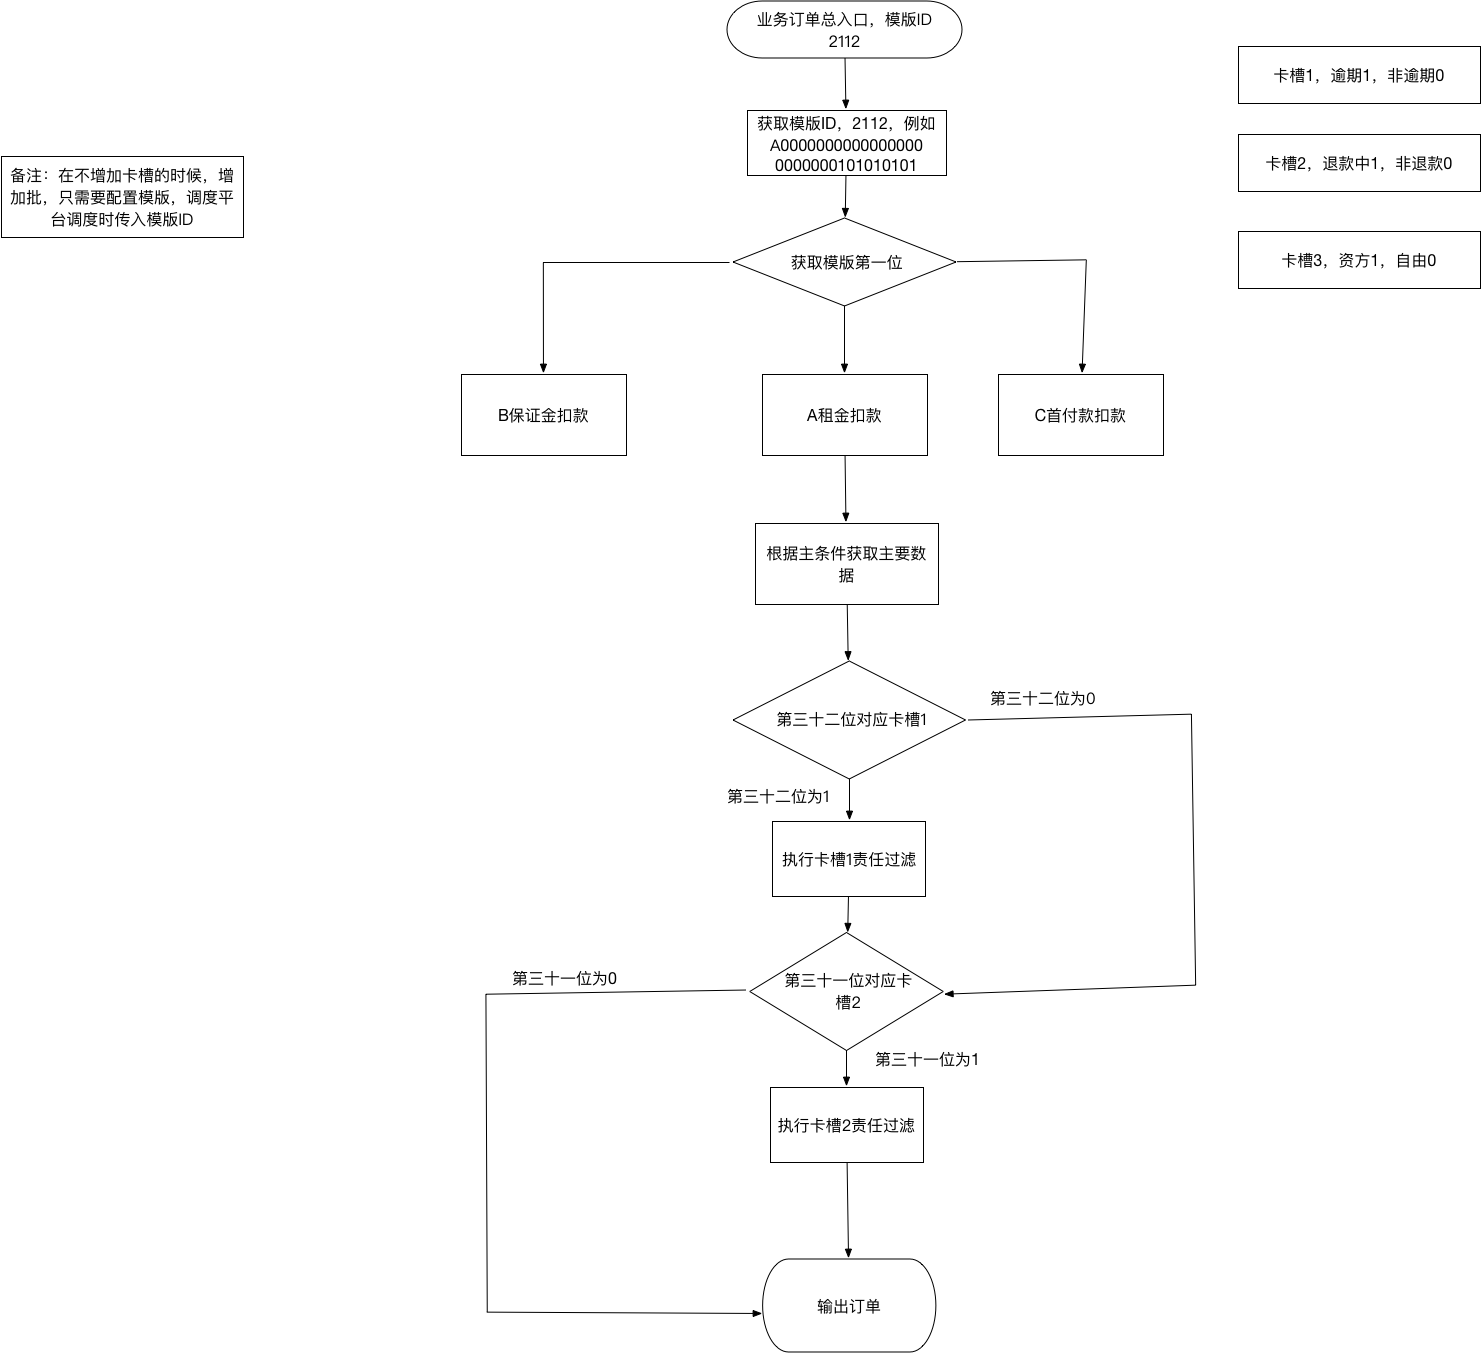 业务订单总入口，模版ID
2112
卡槽1，逾期1，非逾期0
获取模版ID，2112，例如
A0000000000000000
0000000101010101
卡槽2，退款中1，非退款0
备注：在不增加卡槽的时候，增
加批，只需要配置模版，调度平
台调度时传入模版ID
获取模版第一位
卡槽3，资方1，自由0
B保证金扣款
A租金扣款
C首付款扣款
根据主条件获取主要数
据
第三十二位对应卡槽1
第三十二位为0
第三十二位为1
执行卡槽1责任过滤
第三十一位对应卡
槽2
第三十一位为0
第三十一位为1
执行卡槽2责任过滤
输出订单